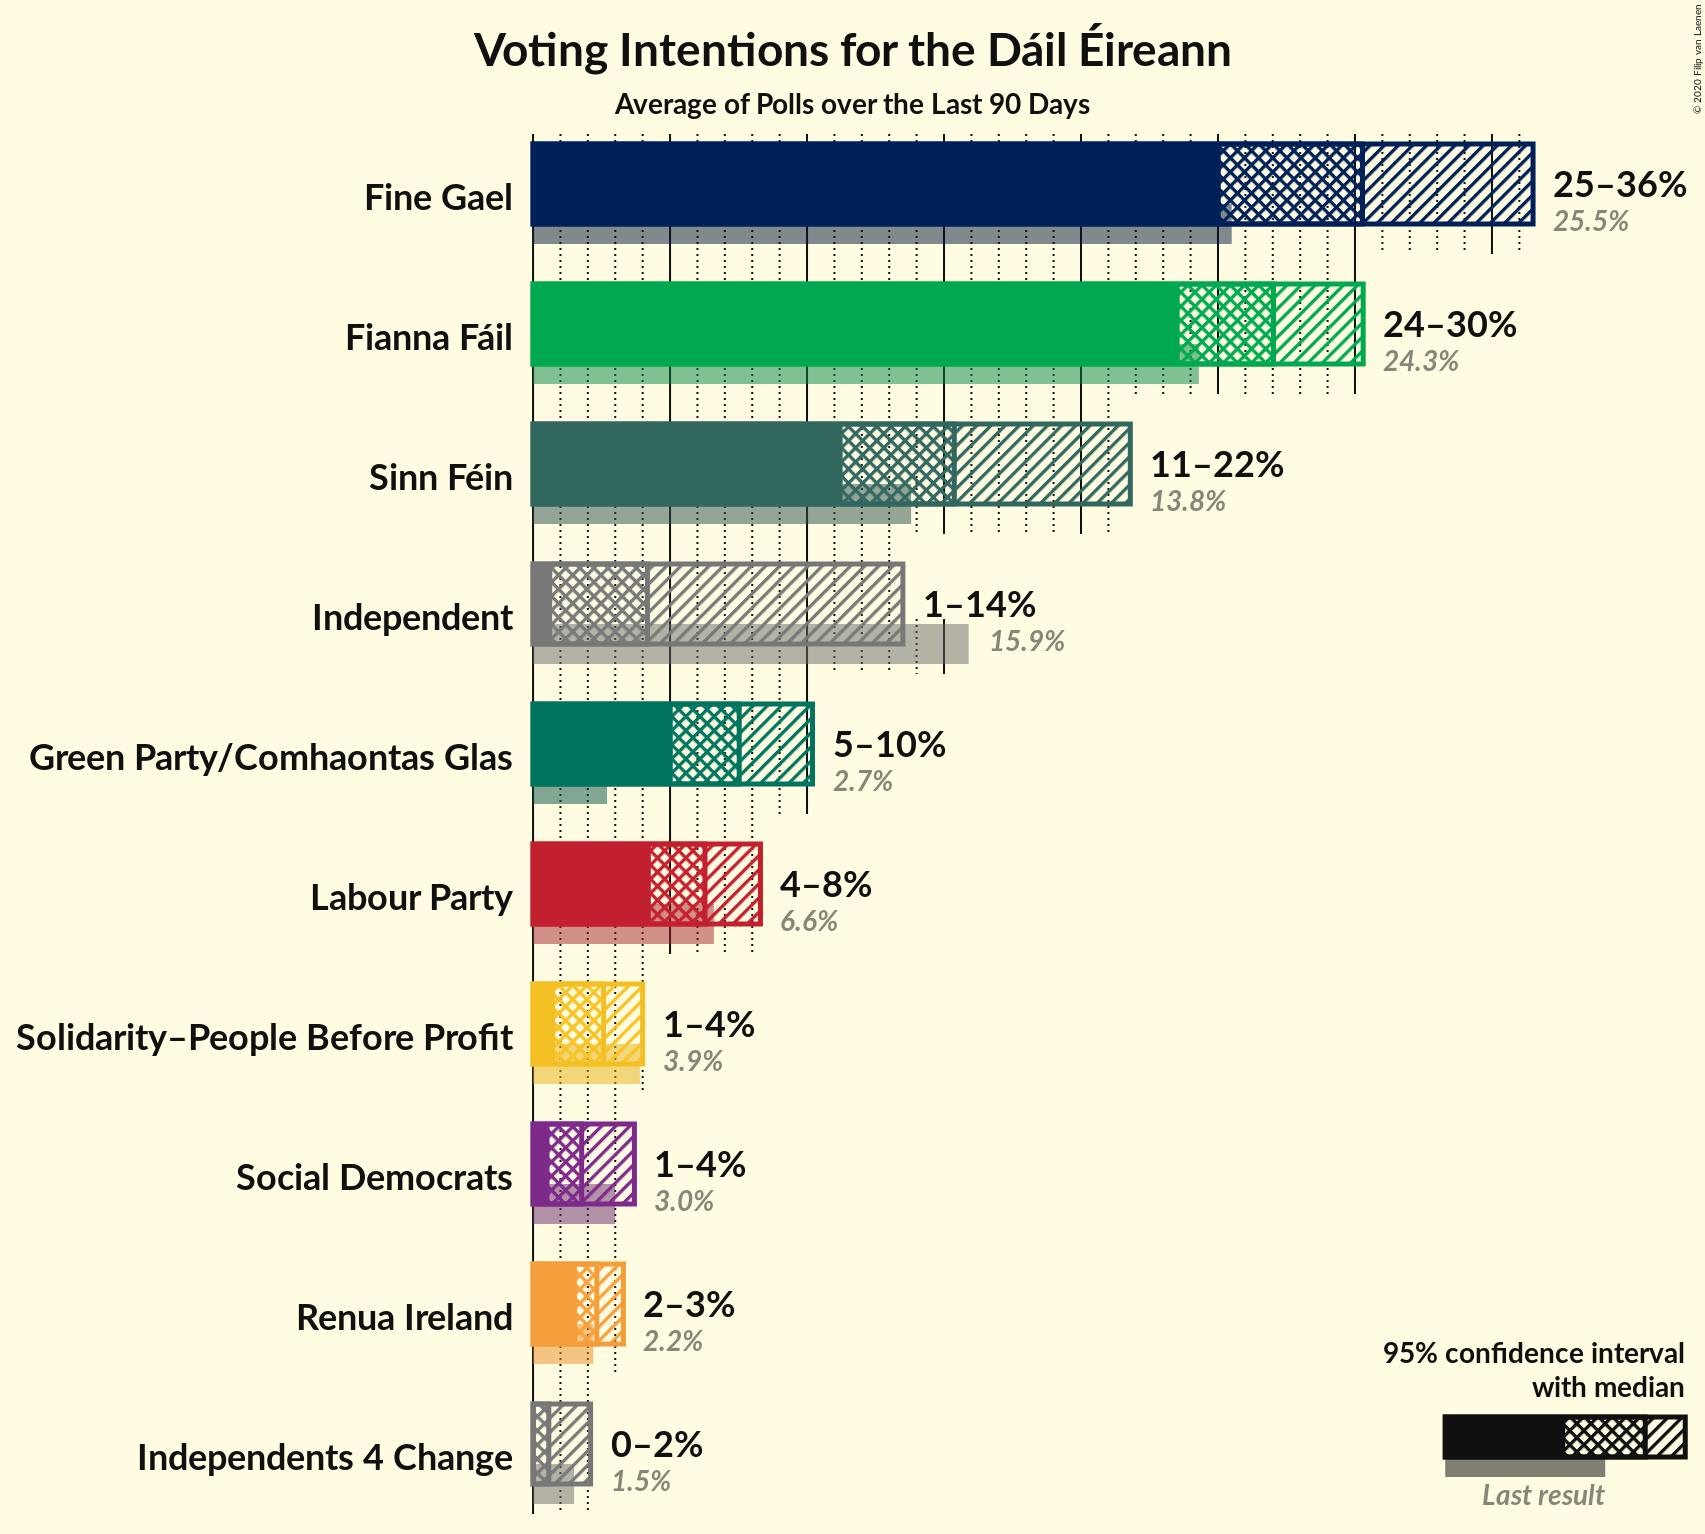 Voting Intentions for the Dáil Éireann
Average of Polls over the Last 90 Days
© 2020 Filip van Laenen
Fine Gael
25–36%
25.5%
Fianna Fáil
24–30%
24.3%
Sinn Féin
11–22%
13.8%
Independent
1–14%
15.9%
Green Party/Comhaontas Glas
5–10%
2.7%
Labour Party
4–8%
6.6%
Solidarity–People Before Profit
1–4%
3.9%
Social Democrats
1–4%
3.0%
Renua Ireland
2–3%
2.2%
Independents 4 Change
0–2%
1.5%
95% confidence interval
with median
Last result